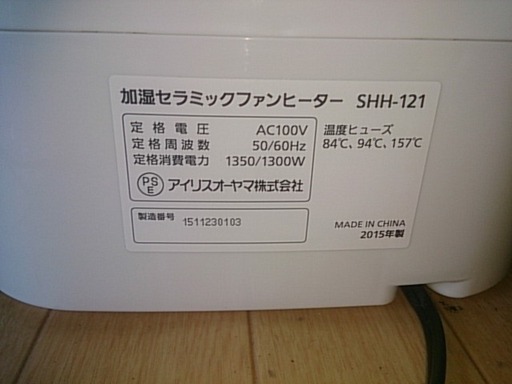 加湿セラミックファンヒーター SHH-121
定格電圧 AC100V
定格周波数 50/60Hz
定格消費電力 1350/1300W
PSE アイリスオーヤマ株式会社
温度ヒューズ
84℃、94℃、157℃
製造番号 1511230103
MADE IN CHINA
2015年製